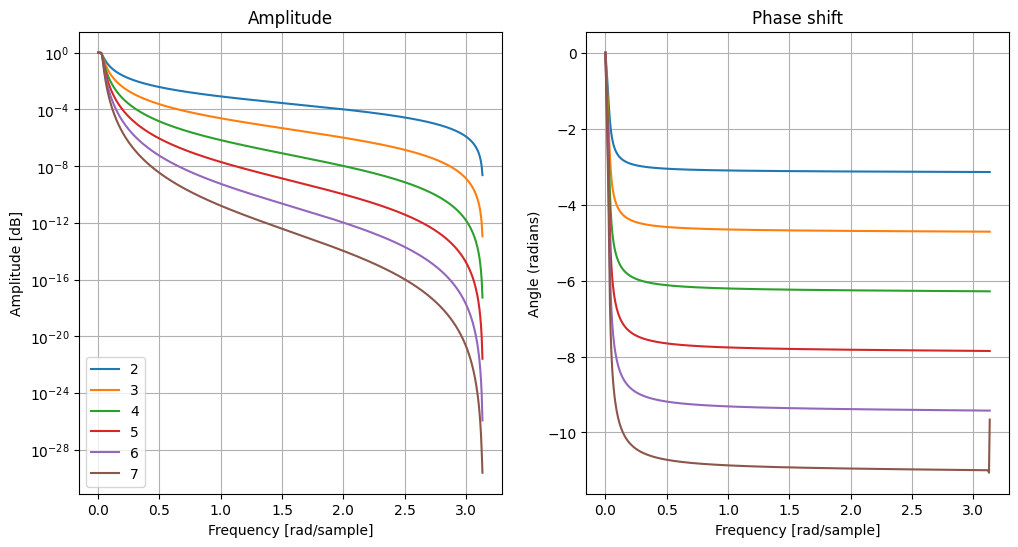 Amplitude
Amplitude [dB]
10⁰
10⁻⁴
10⁻⁸
10⁻¹²
10⁻¹⁶
10⁻²⁰
10⁻²⁴
10⁻²⁸
2
3
4
5
6
7
0.0 0.5 1.0 1.5 2.0 2.5 3.0
Frequency [rad/sample]
Phase shift
Angle (radians)
0
−2
−4
−6
−8
−10
0.0 0.5 1.0 1.5 2.0 2.5 3.0
Frequency [rad/sample]